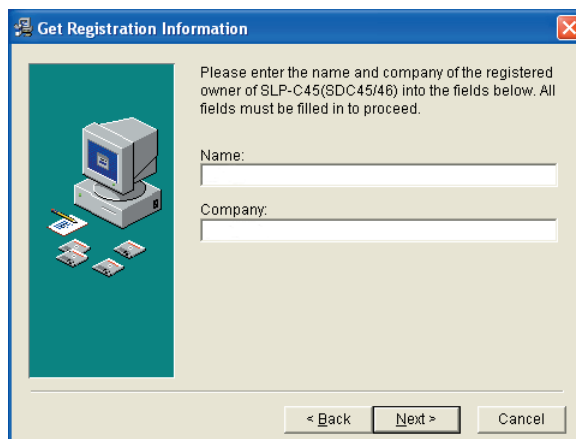 Get Registration Information
Please enter the name and company of the registered
owner of SLP-C45(SDC45/46) into the fields below. All
fields must be filled in to proceed.
Name:
Company:
< Back
Next >
Cancel